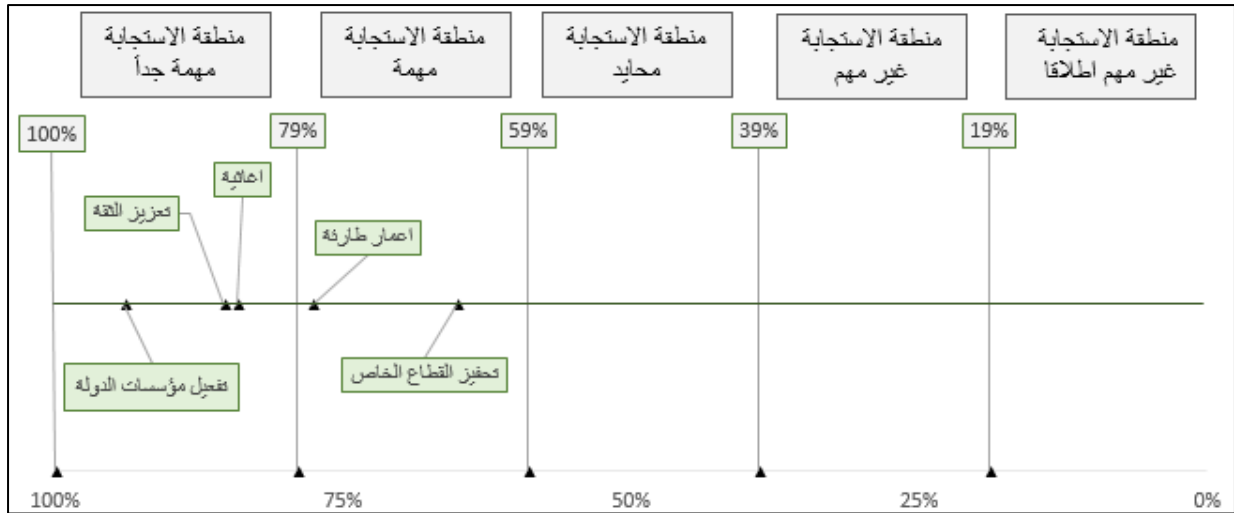 منطقة الاستجابة
غير مهم اطلاقا
منطقة الاستجابة
غير مهم
منطقة الاستجابة
محايد
منطقة الاستجابة
مهمة
منطقة الاستجابة
مهمة جداً
19%
39%
59%
79%
100%
اغاثية
تعزيز الثقة
اعمار طارئة
تحفيز القطاع الخاص
تفعيل مؤسسات الدولة
0%
25%
50%
75%
100%